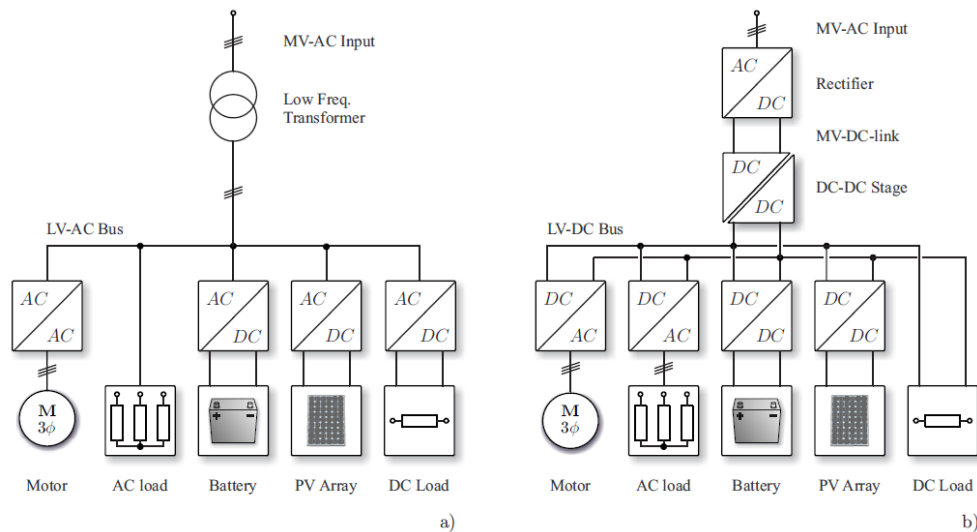 MV-AC Input
Low Freq.
Transformer
LV-AC Bus
AC
AC
AC
DC
AC
DC
AC
DC
M
3ϕ
+ -
Motor
AC load
Battery
PV Array
DC Load
a)
MV-AC Input
AC
DC
Rectifier
MV-DC-link
DC
DC
DC-DC Stage
LV-DC Bus
DC
AC
DC
AC
DC
DC
DC
DC
M
3ϕ
+ -
Motor
AC load
Battery
PV Array
DC Load
b)